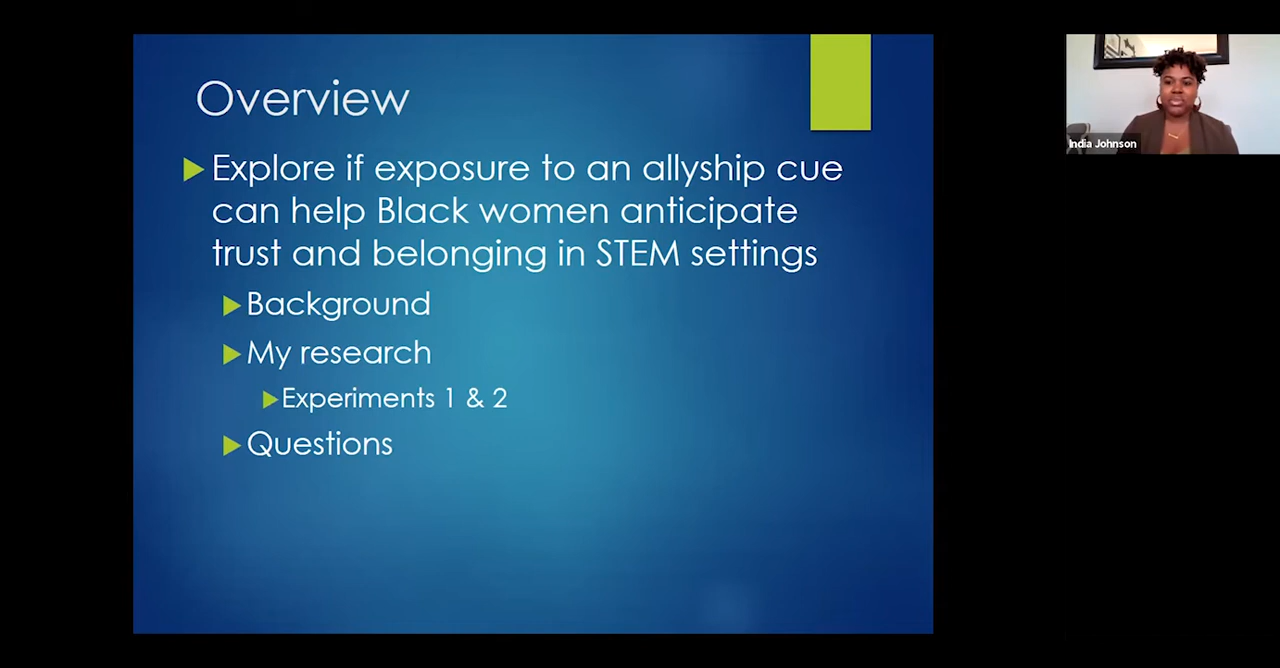 Overview
Explore if exposure to an allyship cue
can help Black women anticipate
trust and belonging in STEM settings
Background
My research
Experiments 1 & 2
Questions
India Johnson